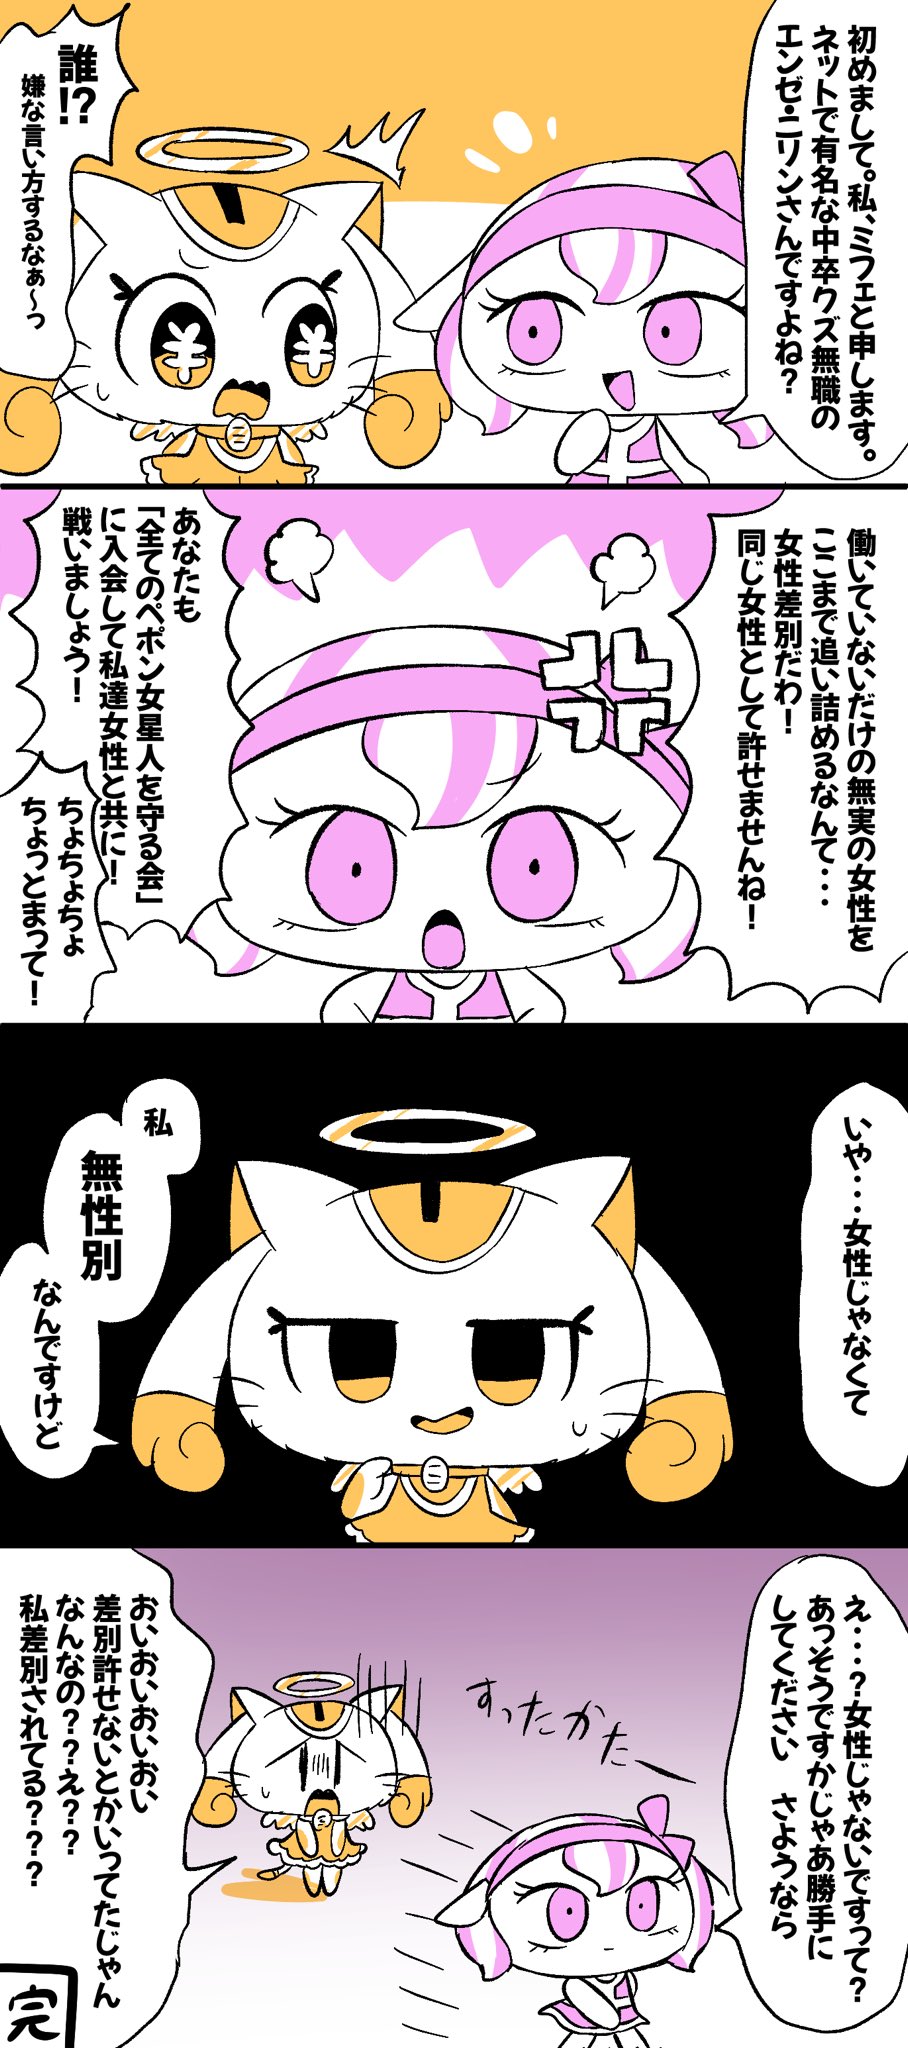 初めまして。私、ミフェと申します。
ネットで有名な中卒クズ無職の
エンゼ・ニリンさんですよね?
誰!?
嫌な言い方するなぁ〜っ
働いていないだけの無実の女性を
ここまで追い詰めるなんて・・・
女性差別だわ!
同じ女性として許せませんね!
あなたも
「全てのペポン女星人を守る会」
に入会して私達女性と共に!
戦いましょう!
ちょちょちょ
ちょっとまって!
いや・・・女性じゃなくて
私
無性別
なんですけど
え・・・?女性じゃないですって?
あっそうですかじゃあ勝手に
してください さようなら
すったかたー
おいおいおいおい
差別許せないとかいってたじゃん
なんなの??え??
私差別されてる???
完